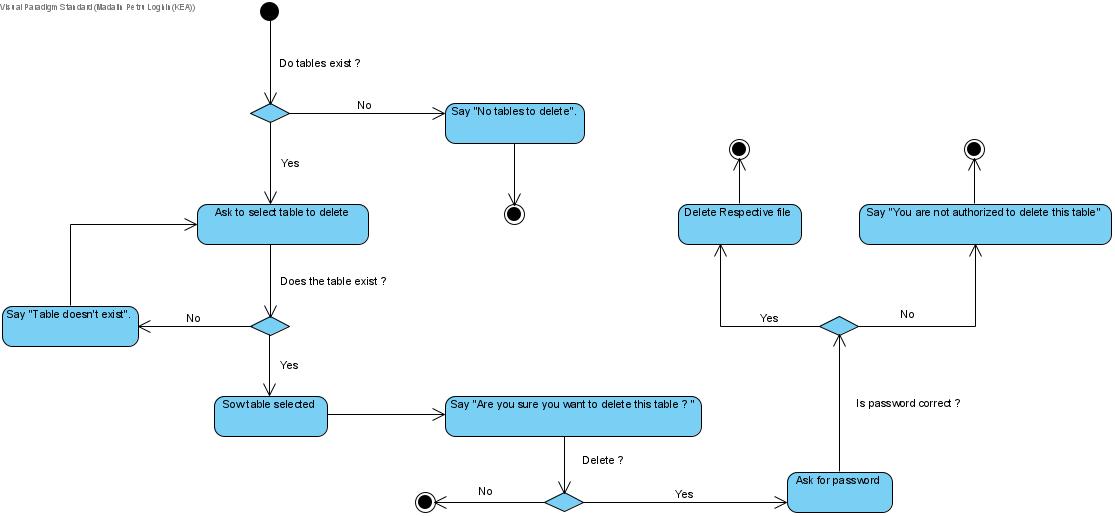 Visual Paradigm Standard (Madalin Petru Loghin (KEA))
Do tables exist ?
No
Say "No tables to delete".
Yes
Ask to select table to delete
Delete Respective file
Say "You are not authorized to delete this table"
Does the table exist ?
Say "Table doesn't exist".
No
Yes
No
Yes
Sow table selected
Say "Are you sure you want to delete this table ? "
Is password correct ?
Delete ?
Ask for password
No
Yes